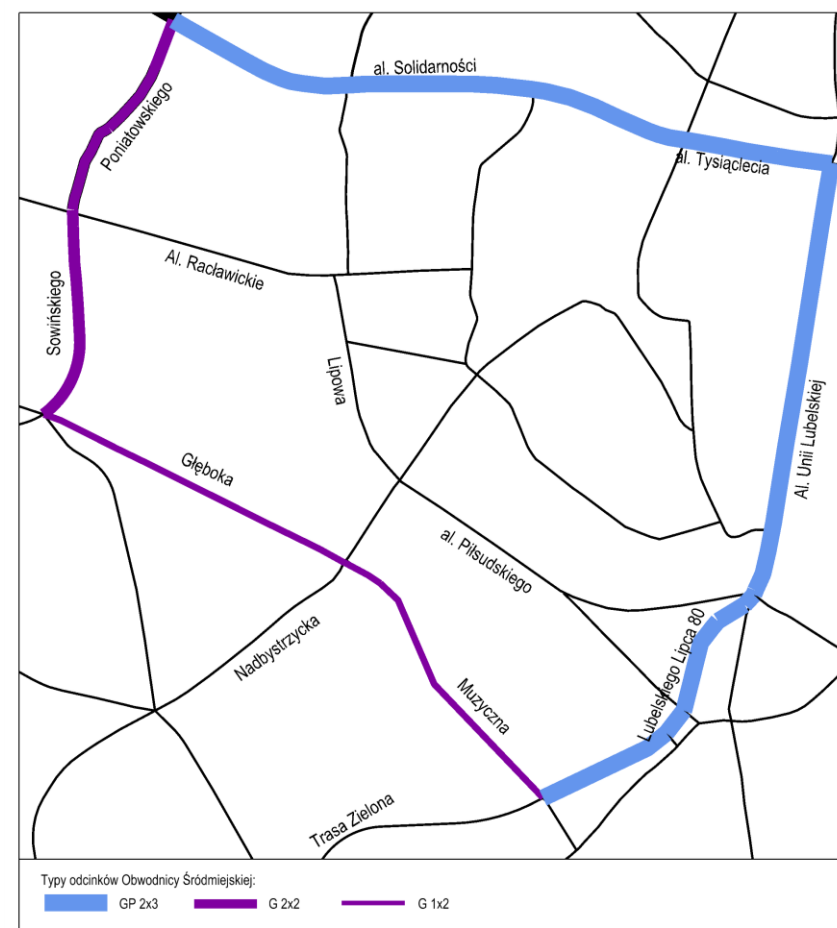 al. Solidarności
Poniatowskiego
al. Tysiąclecia
Al. Racławickie
Sowińskiego
Lipowa
Al. Unii Lubelskiej
Głęboka
al. Piłsudskiego
Nadbystrzycka
Lubelskiego Lipca 80
Muzyczna
Trasa Zielona
Typy odcinków Obwodnicy Śródmiejskiej:
GP 2x3 G 2x2 G 1x2